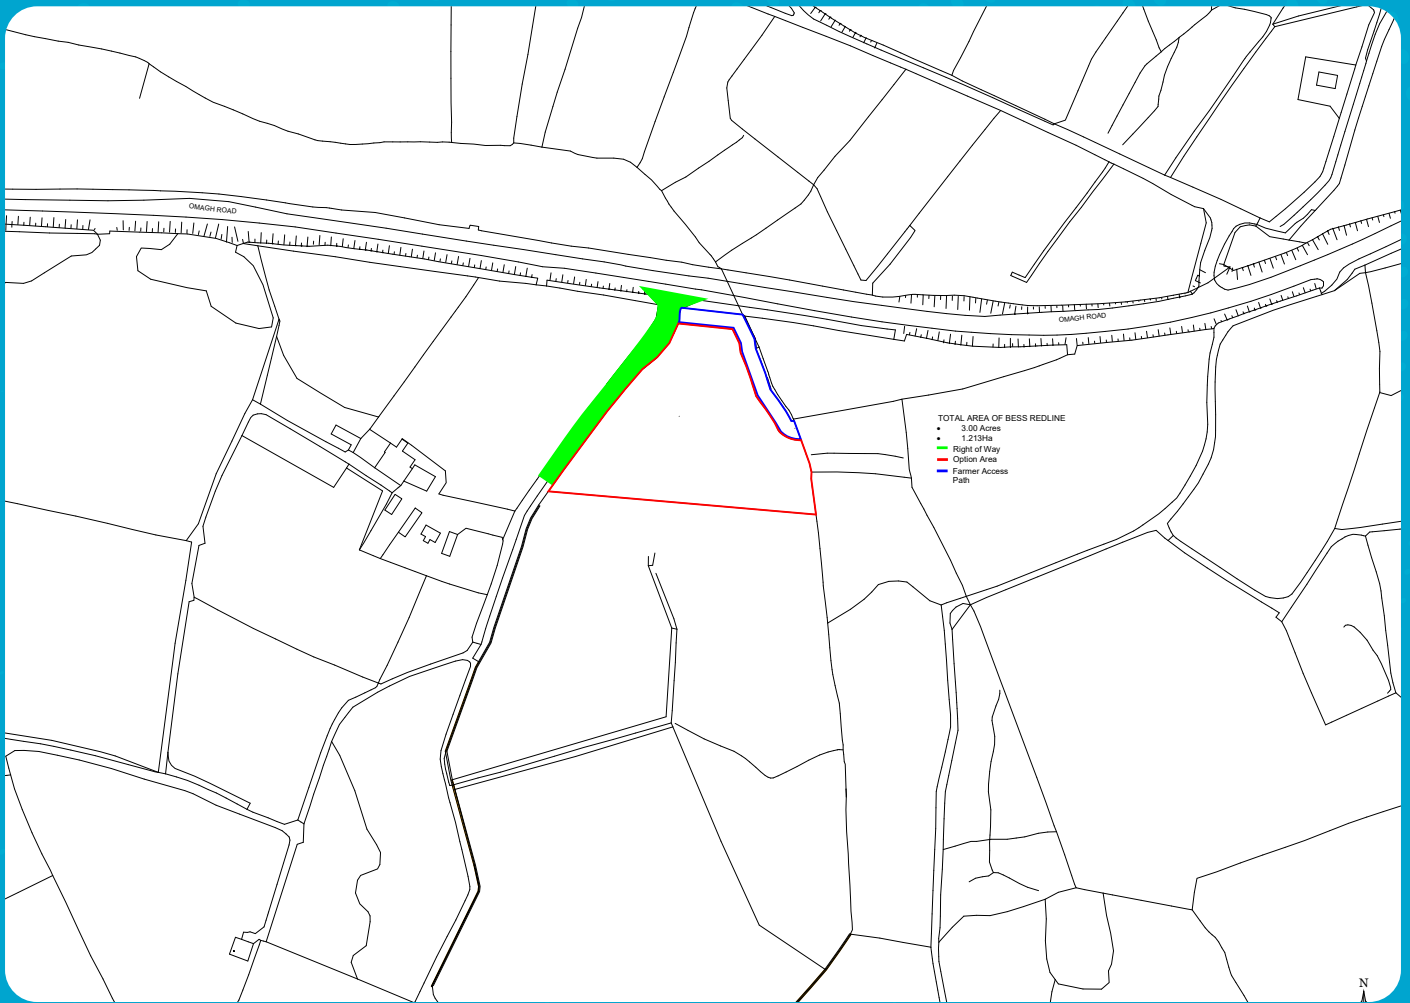 OMAGH ROAD
OMAGH ROAD
TOTAL AREA OF BESS REDLINE
• 3.00 Acres
• 1.213Ha
Right of Way
Option Area
Farmer Access
Path
N